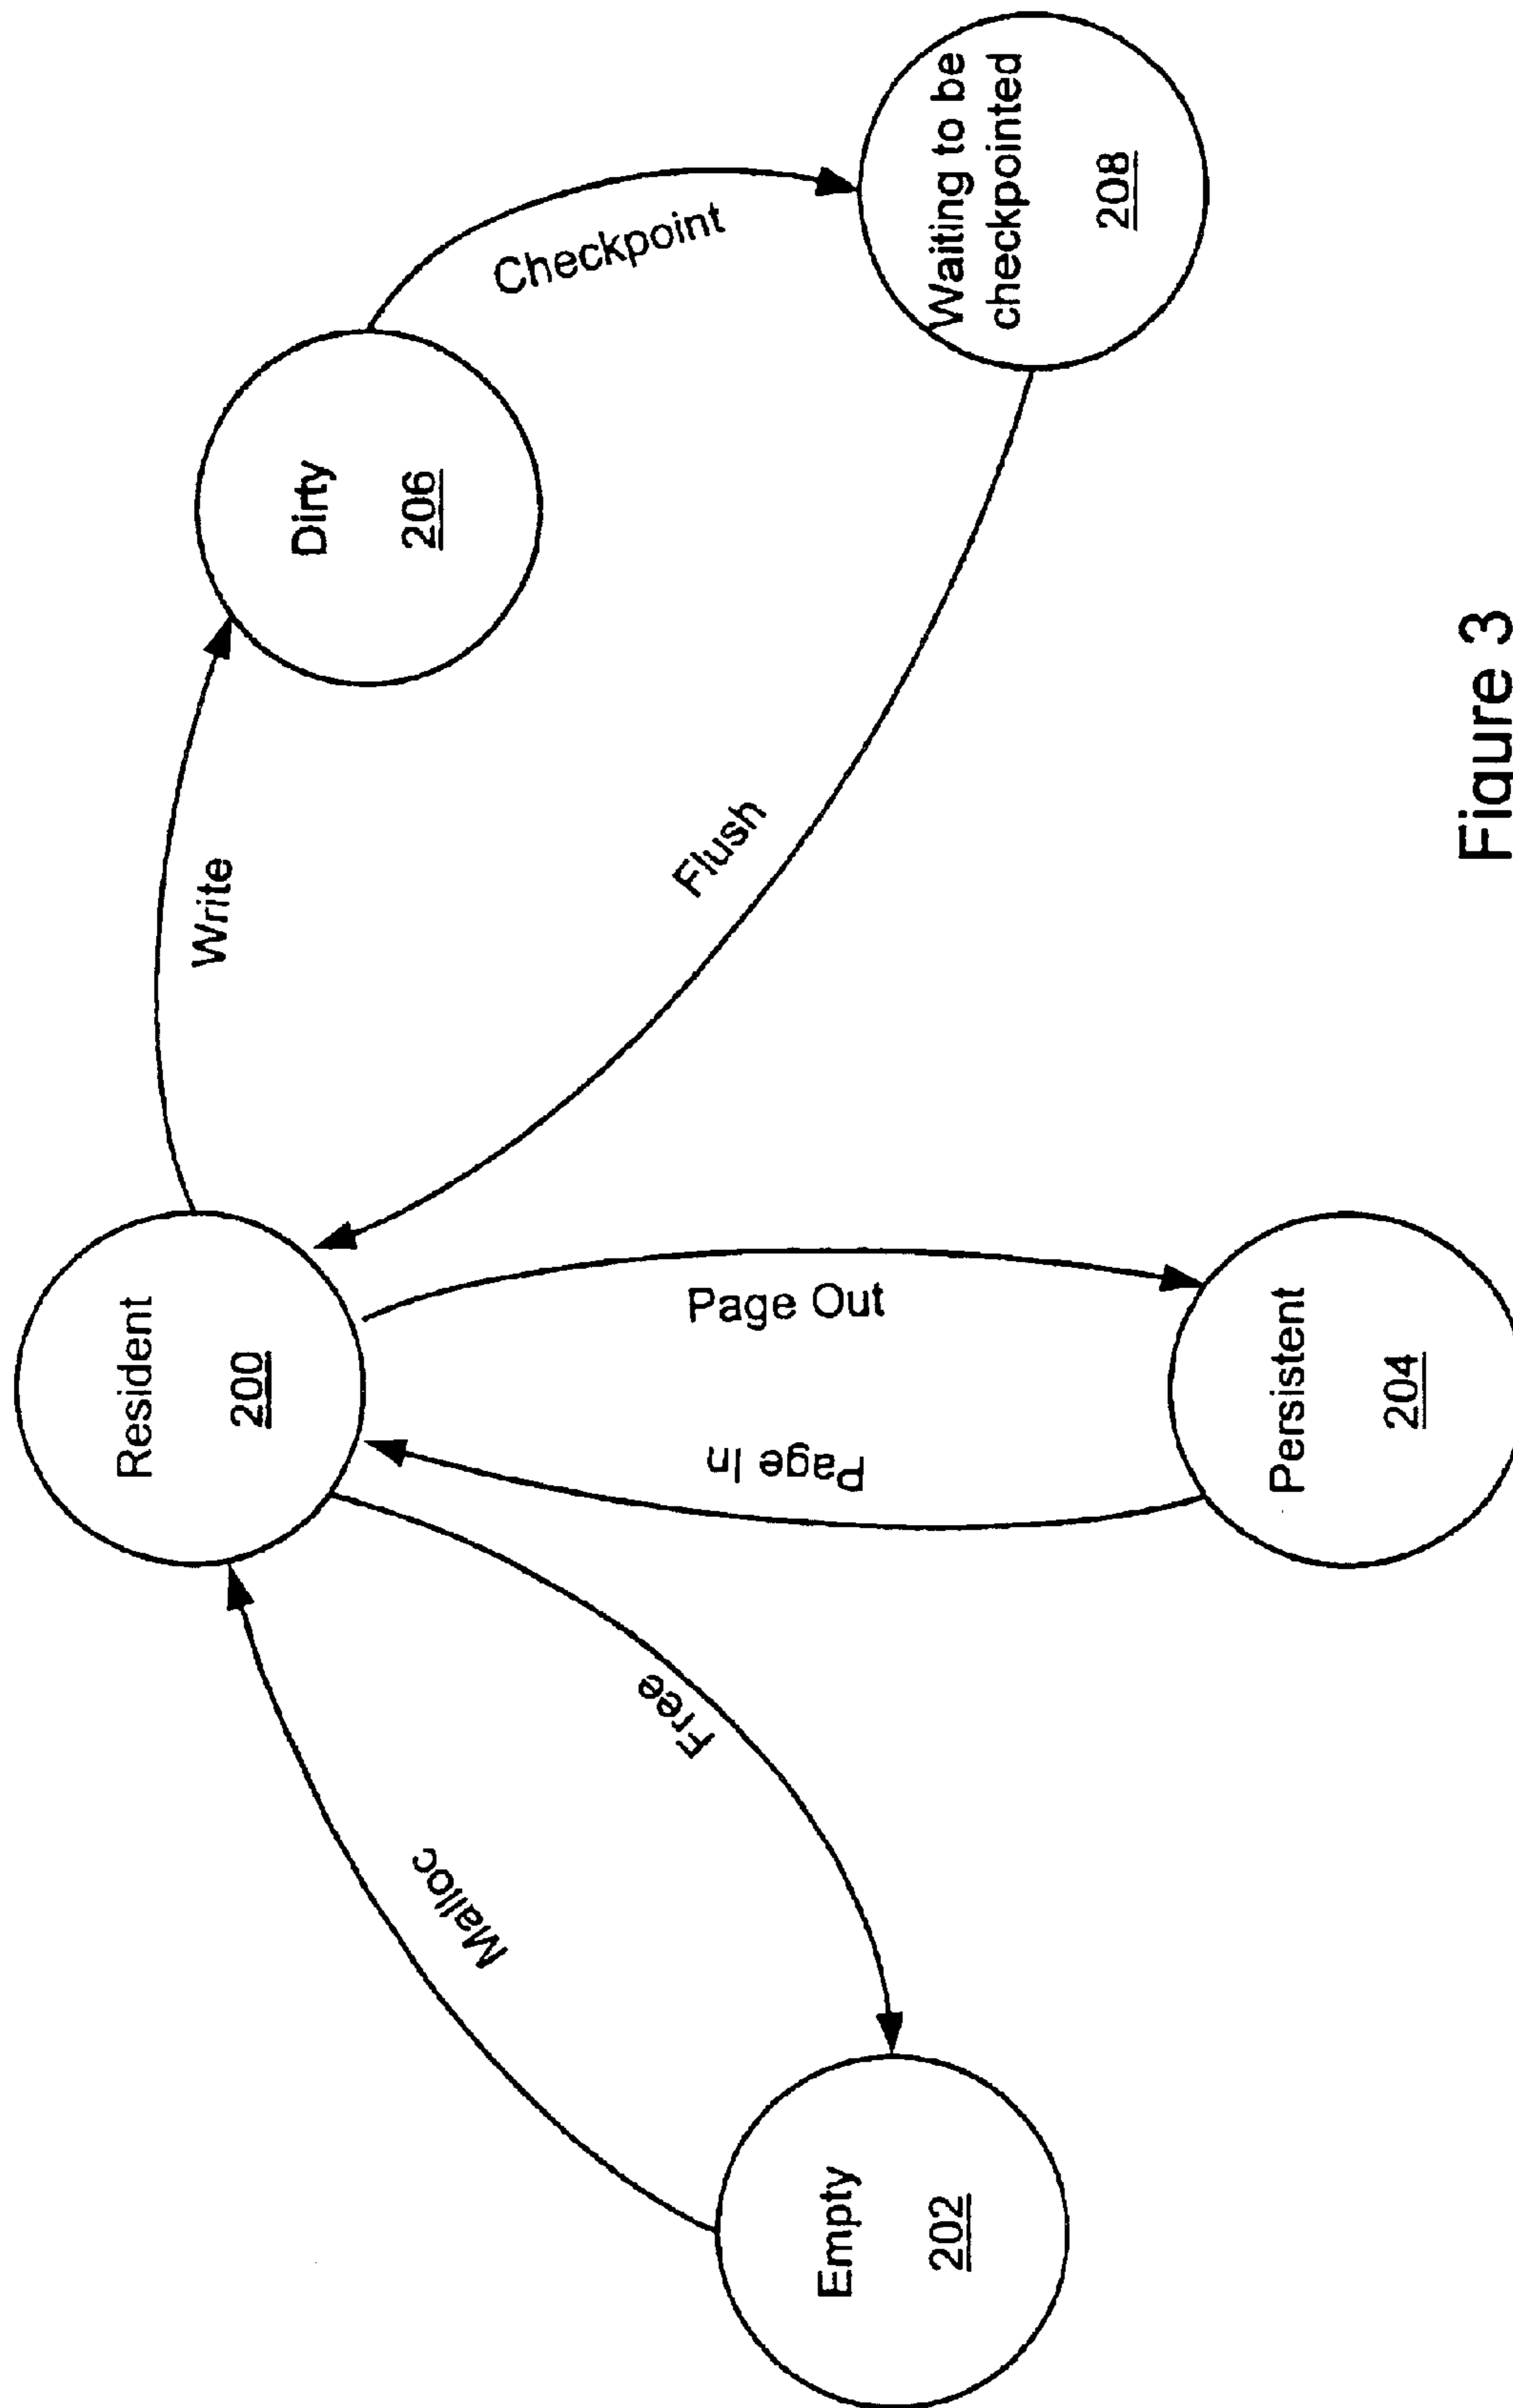 Resident
200
Write
Dirty
206
Checkpoint
Waiting to be
checkpointed
208
Flush
Malloc
Free
Page In
Page Out
Empty
202
Persistent
204
Figure 3